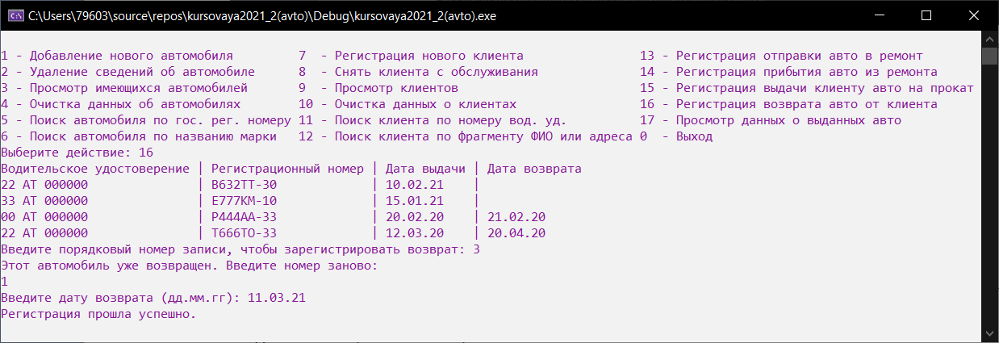 C:\Users\79603\source\repos\kursovaya2021_2(avto)\Debug\kursovaya2021_2(avto).exe
1 - Добавление нового автомобиля 7 - Регистрация нового клиента 13 - Регистрация отправки авто в ремонт
2 - Удаление сведений об автомобиле 8 - Снять клиента с обслуживания 14 - Регистрация прибытия авто из ремонта
3 - Просмотр имеющихся автомобилей 9 - Просмотр клиентов 15 - Регистрация выдачи клиенту авто на прокат
4 - Очистка данных об автомобилях 10 - Очистка данных о клиентах 16 - Регистрация возврата авто от клиента
5 - Поиск автомобиля по гос. рег. номеру 11 - Поиск клиента по номеру вод. уд. 17 - Просмотр данных о выданных авто
6 - Поиск автомобиля по названию марки 12 - Поиск клиента по фрагменту ФИО или адреса 0 - Выход
Выберите действие: 16
Водительское удостоверение | Регистрационный номер | Дата выдачи | Дата возврата
22 АТ 000000 | В632ТТ-30 | 10.02.21 |
33 АТ 000000 | Е777КМ-10 | 15.01.21 |
00 АТ 000000 | Р444АА-33 | 20.02.20 | 21.02.20
22 АТ 000000 | Т666ТО-33 | 12.03.20 | 20.04.20
Введите порядковый номер записи, чтобы зарегистрировать возврат: 3
Этот автомобиль уже возвращен. Введите номер заново:
1
Введите дату возврата (дд.мм.гг): 11.03.21
Регистрация прошла успешно.